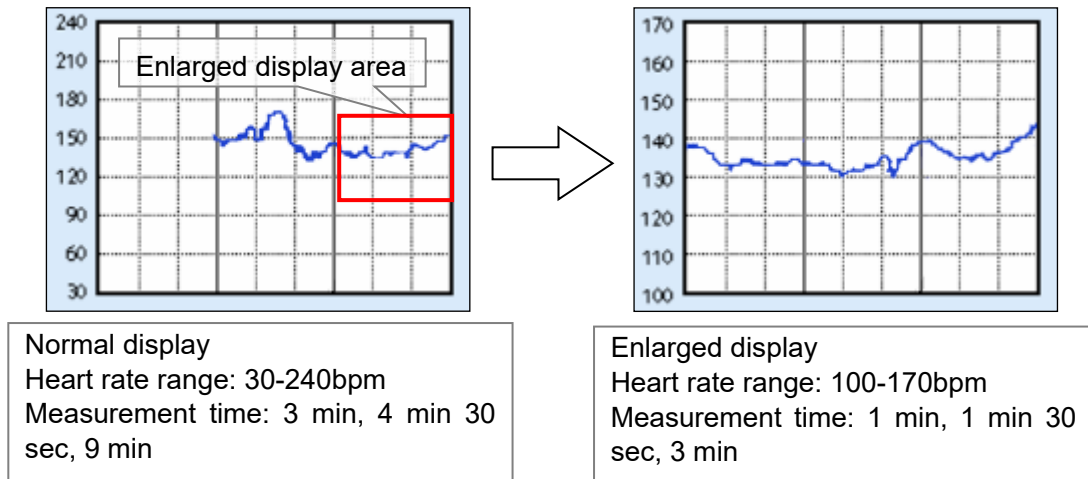 240
210
180
150
120
90
60
30
Enlarged display area
170
160
150
140
130
120
110
100
Normal display
Heart rate range: 30-240bpm
Measurement time: 3 min, 4 min 30
sec, 9 min
Enlarged display
Heart rate range: 100-170bpm
Measurement time: 1 min, 1 min 30
sec, 3 min